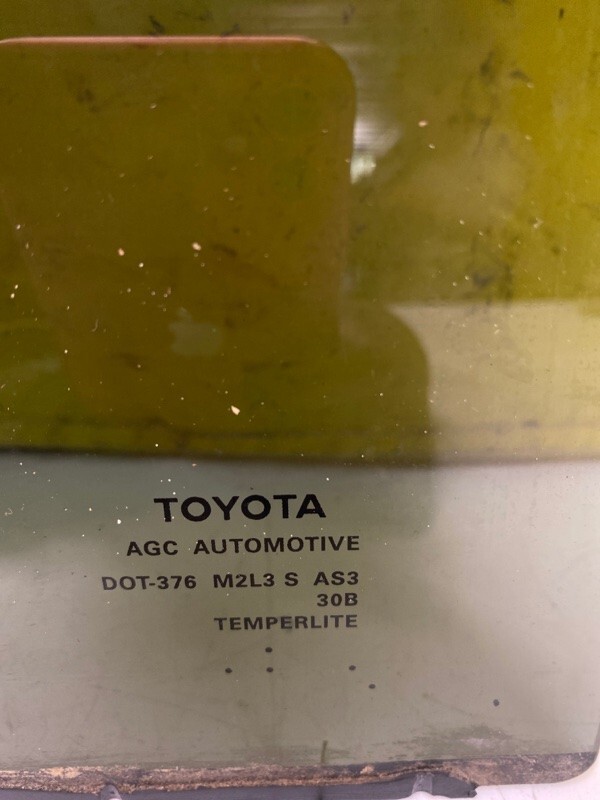 TOYOTA
AGC AUTOMOTIVE
DOT-376 M2L3 S AS3
30B
TEMPERLITE